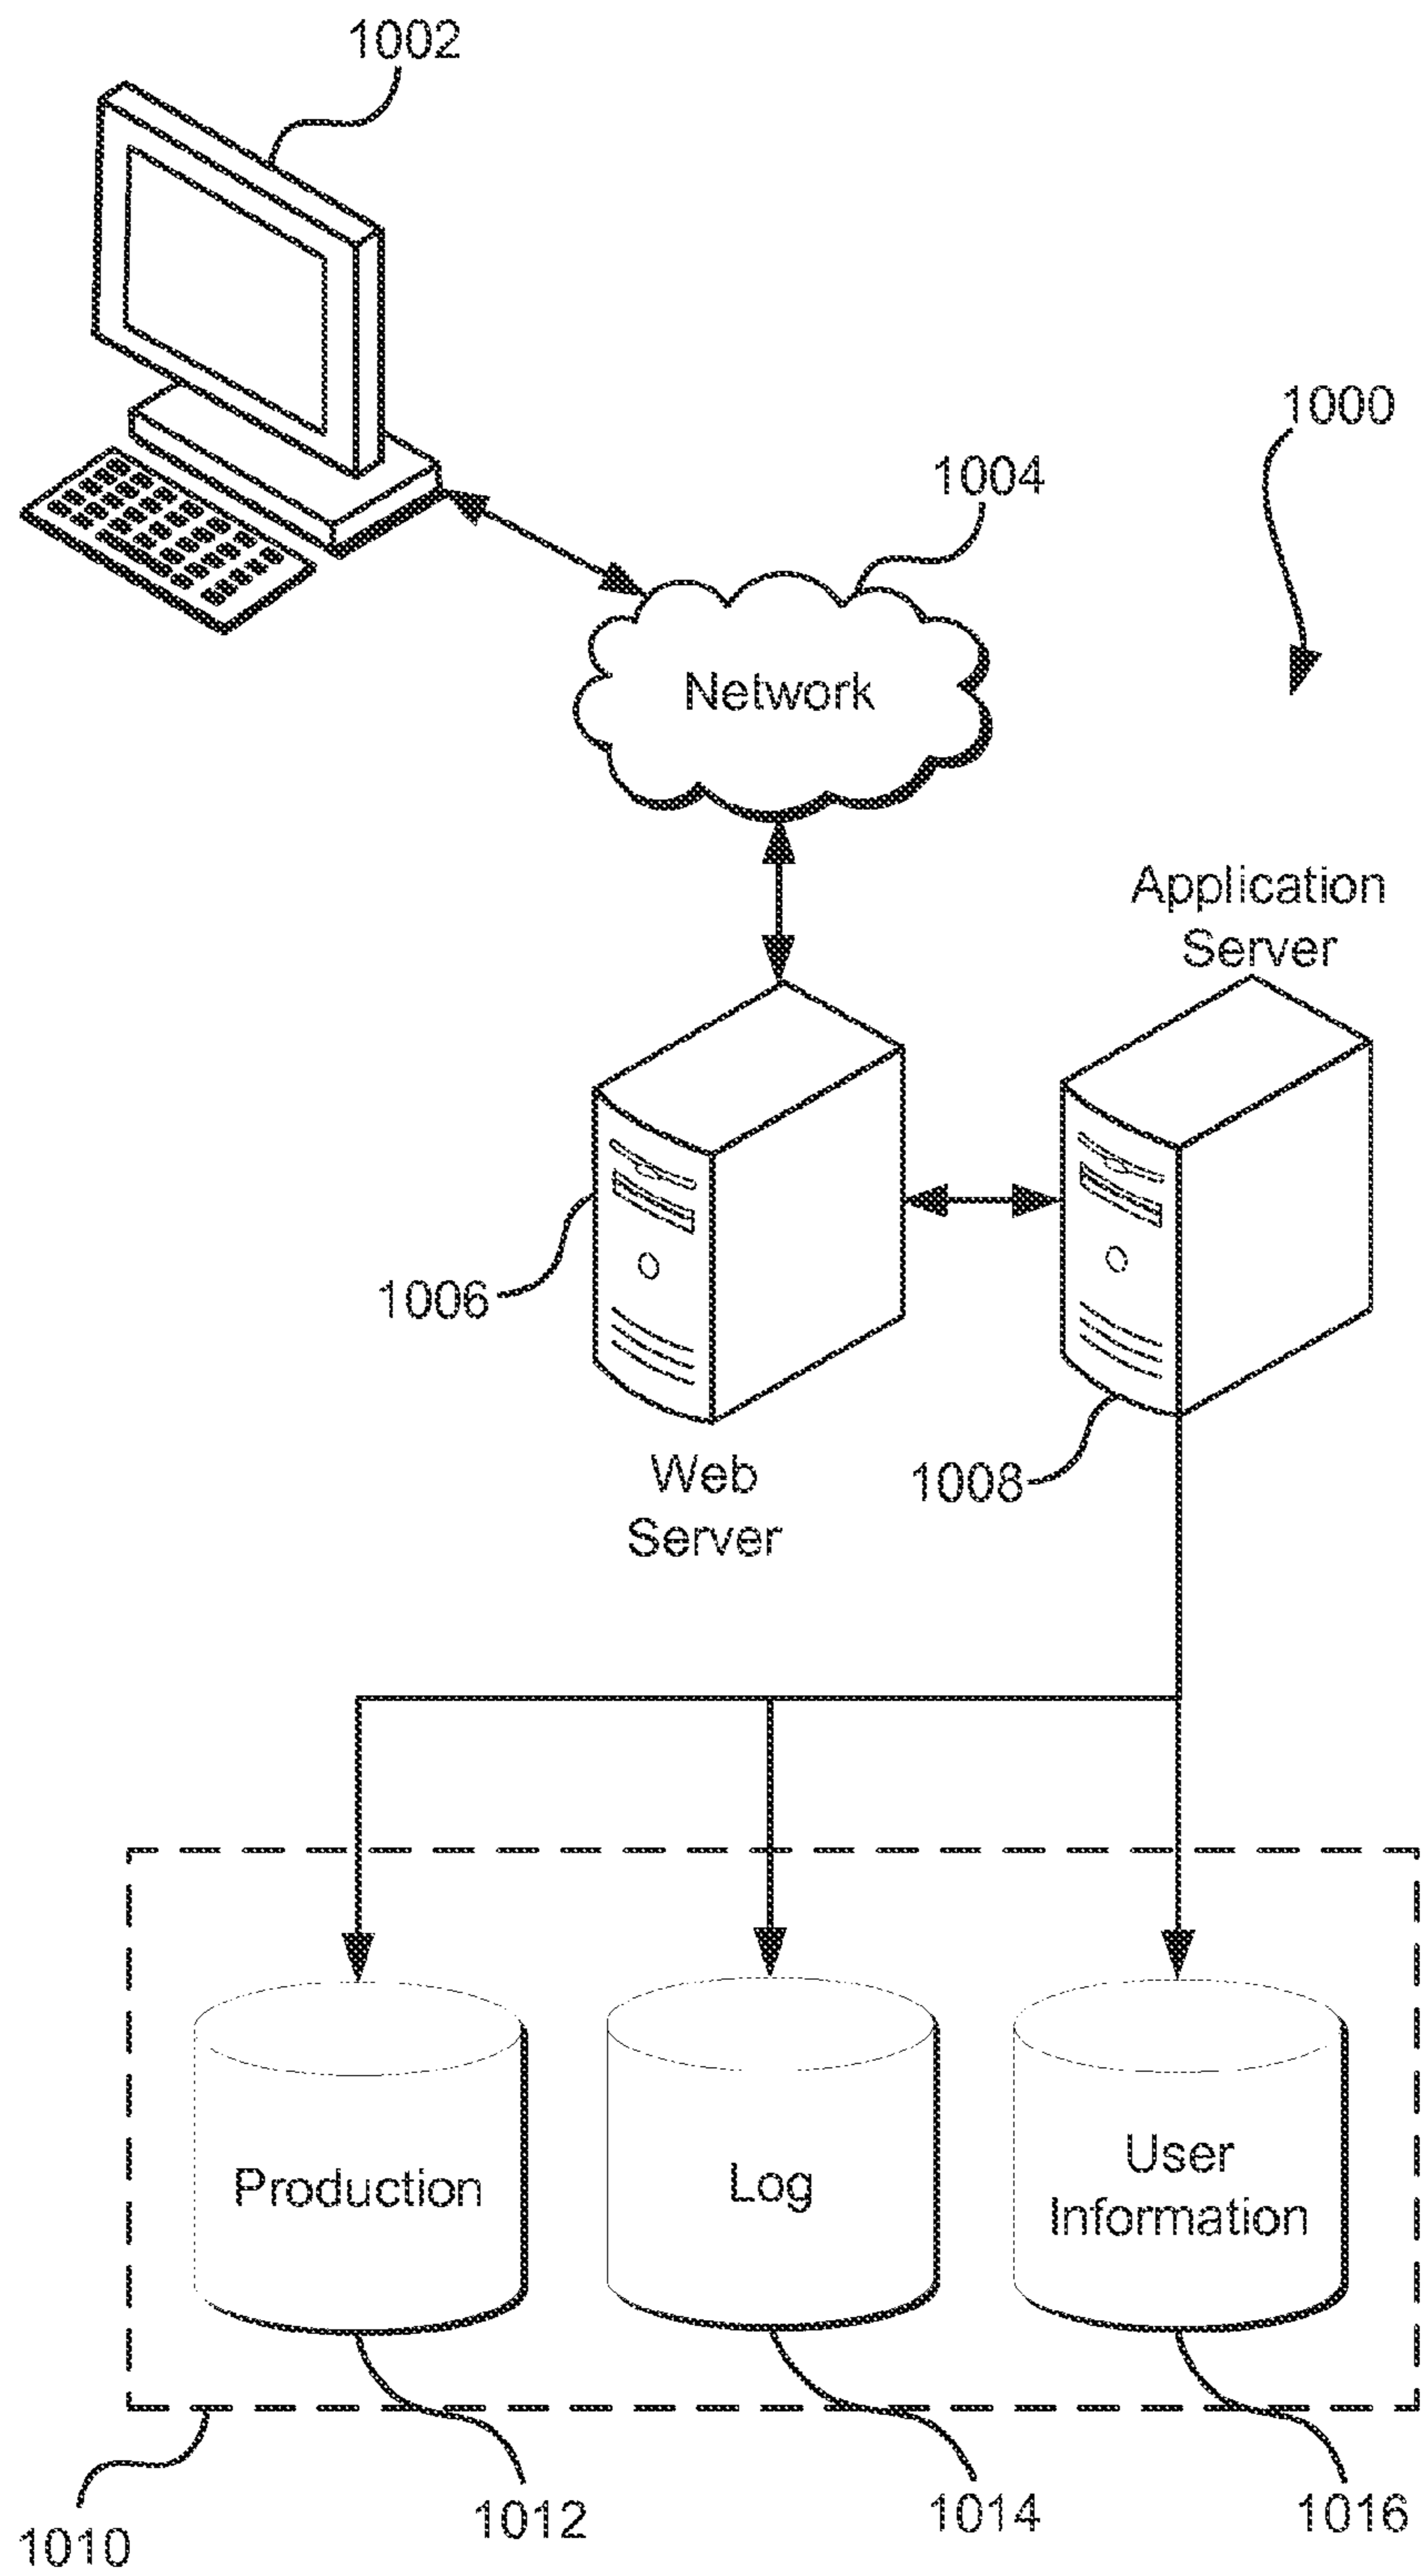 1002
1000
1004
Network
Application
Server
1006
Web
Server
1008
Production
Log
User
Information
1010
1012
1014
1016